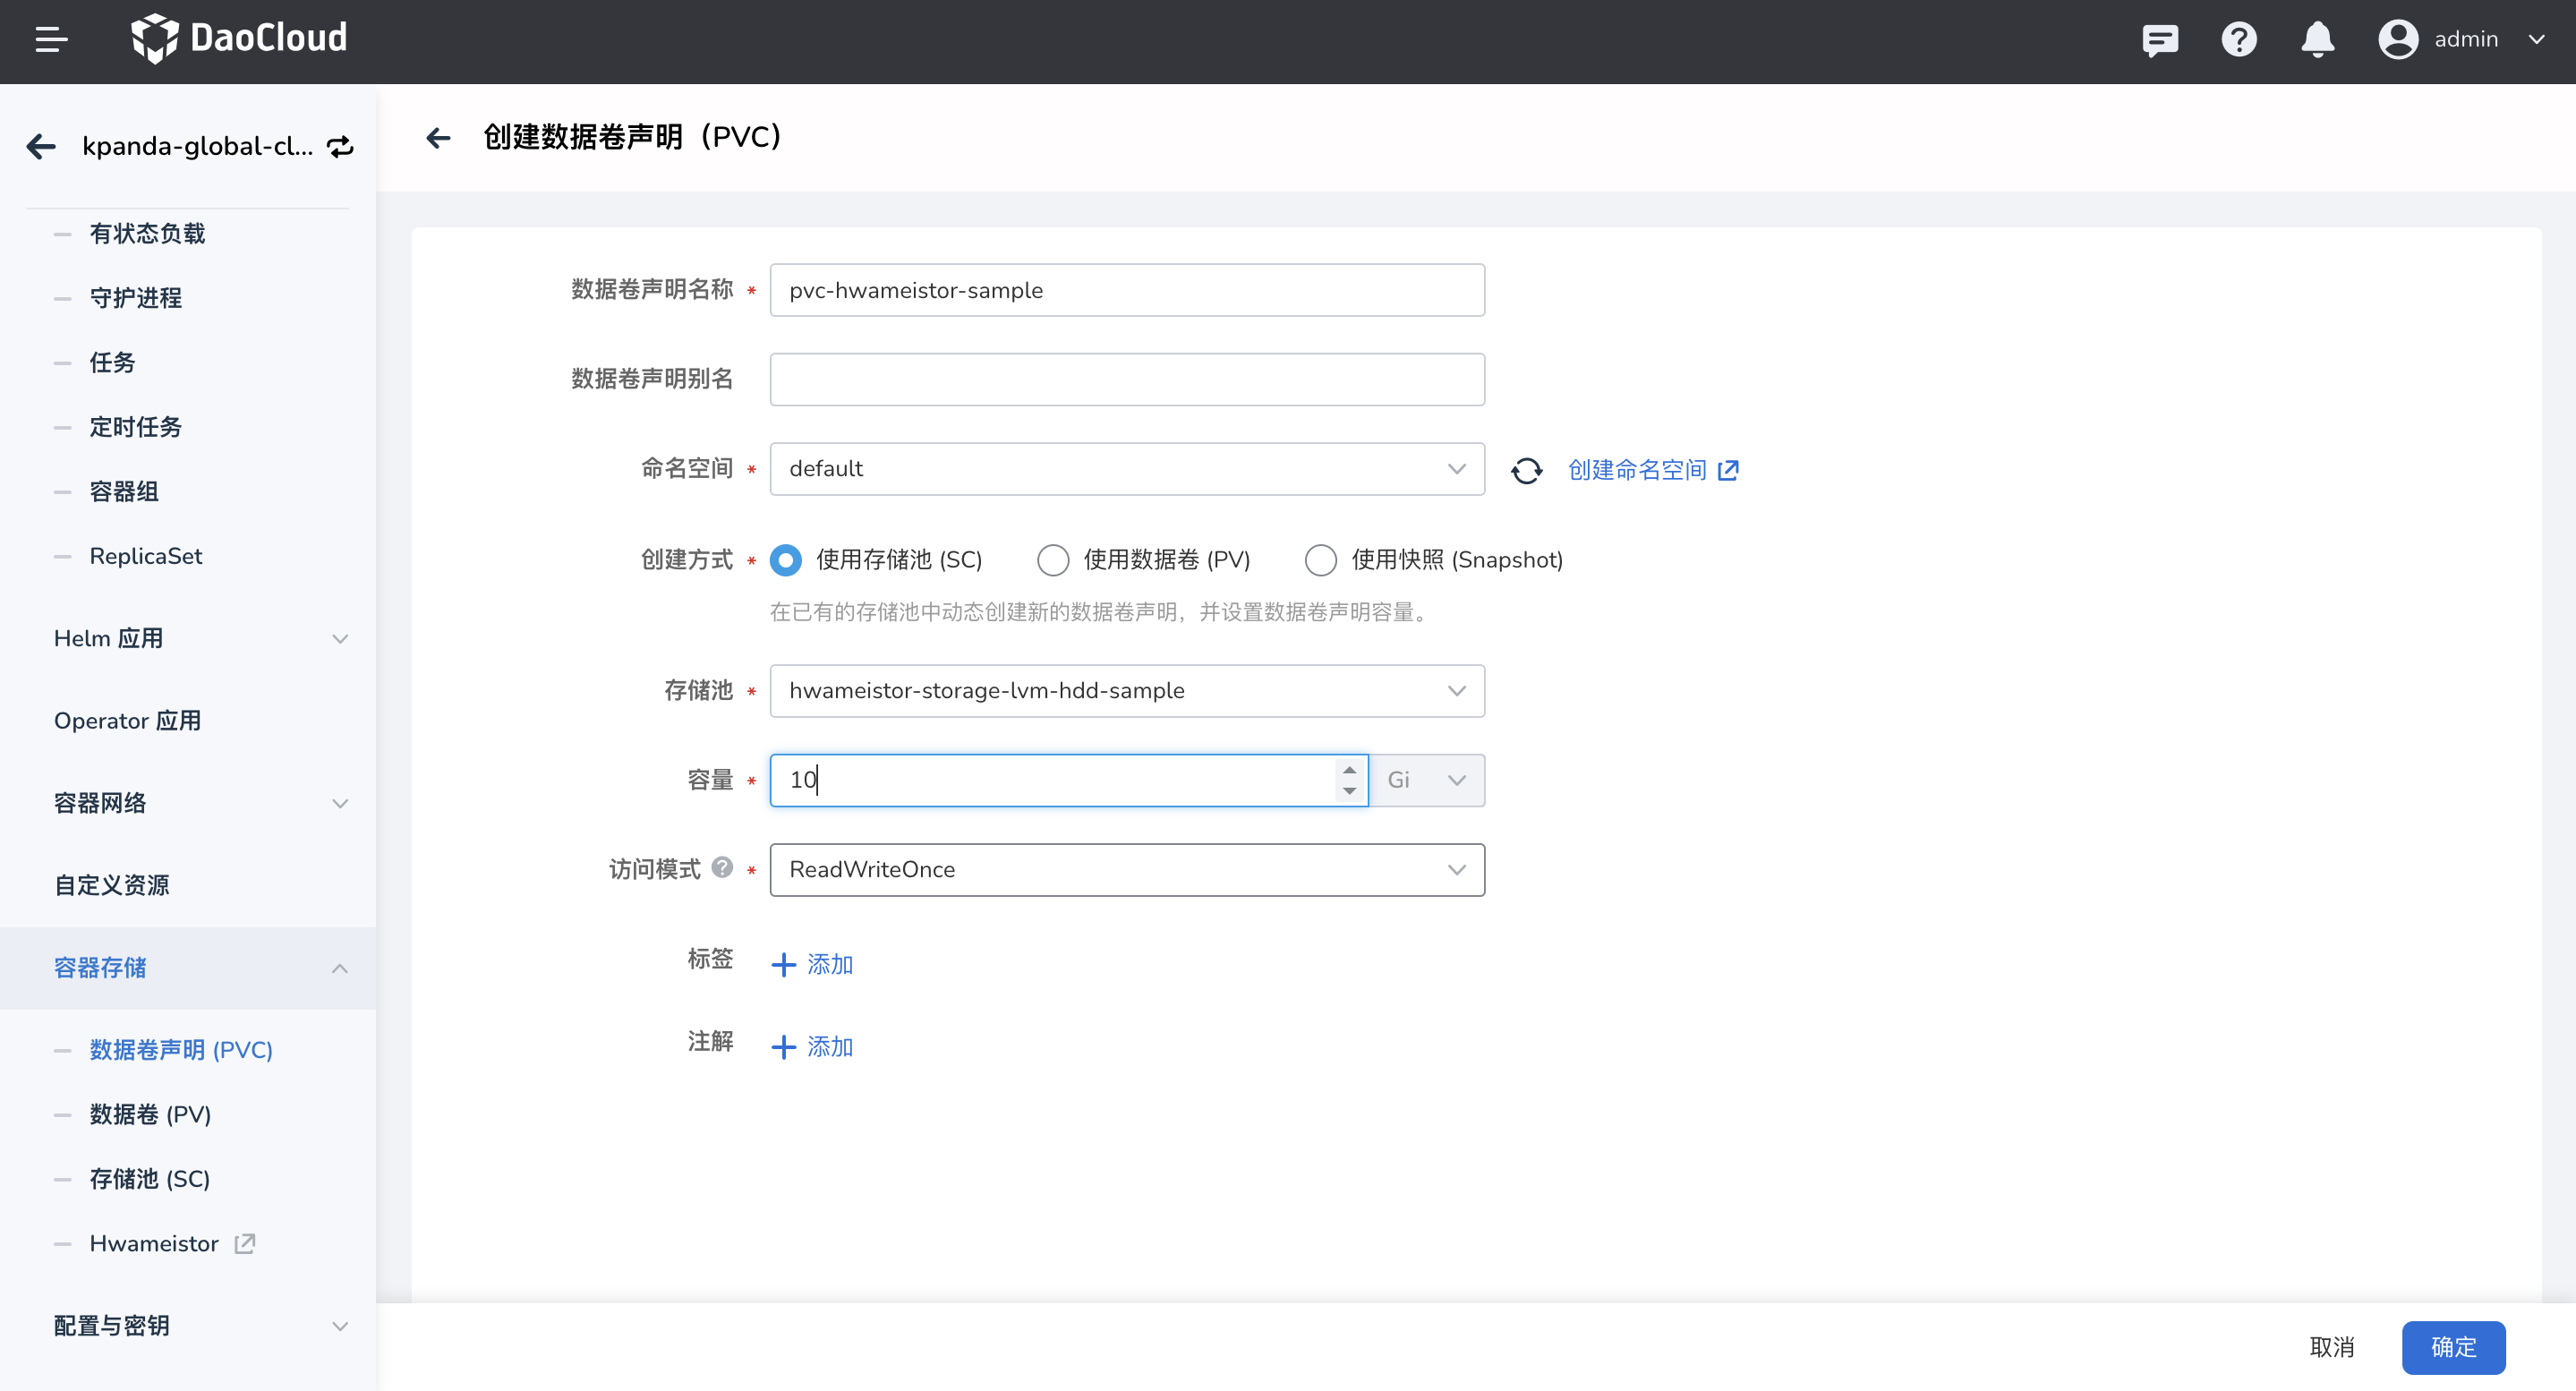 DaoCloud
admin
kpanda-global-cl...
有状态负载
守护进程
任务
定时任务
容器组
ReplicaSet
Helm 应用
Operator 应用
容器网络
自定义资源
容器存储
数据卷声明 (PVC)
数据卷 (PV)
存储池 (SC)
Hwameistor
配置与密钥
创建数据卷声明（PVC）
数据卷声明名称 * pvc-hwameistor-sample
数据卷声明别名
命名空间 * default 创建命名空间
创建方式 * 使用存储池 (SC) 使用数据卷 (PV) 使用快照 (Snapshot)
在已有的存储池中动态创建新的数据卷声明，并设置数据卷声明容量。
存储池 * hwameistor-storage-lvm-hdd-sample
容量 * 10 Gi
访问模式 ? * ReadWriteOnce
标签 + 添加
注解 + 添加
取消 确定